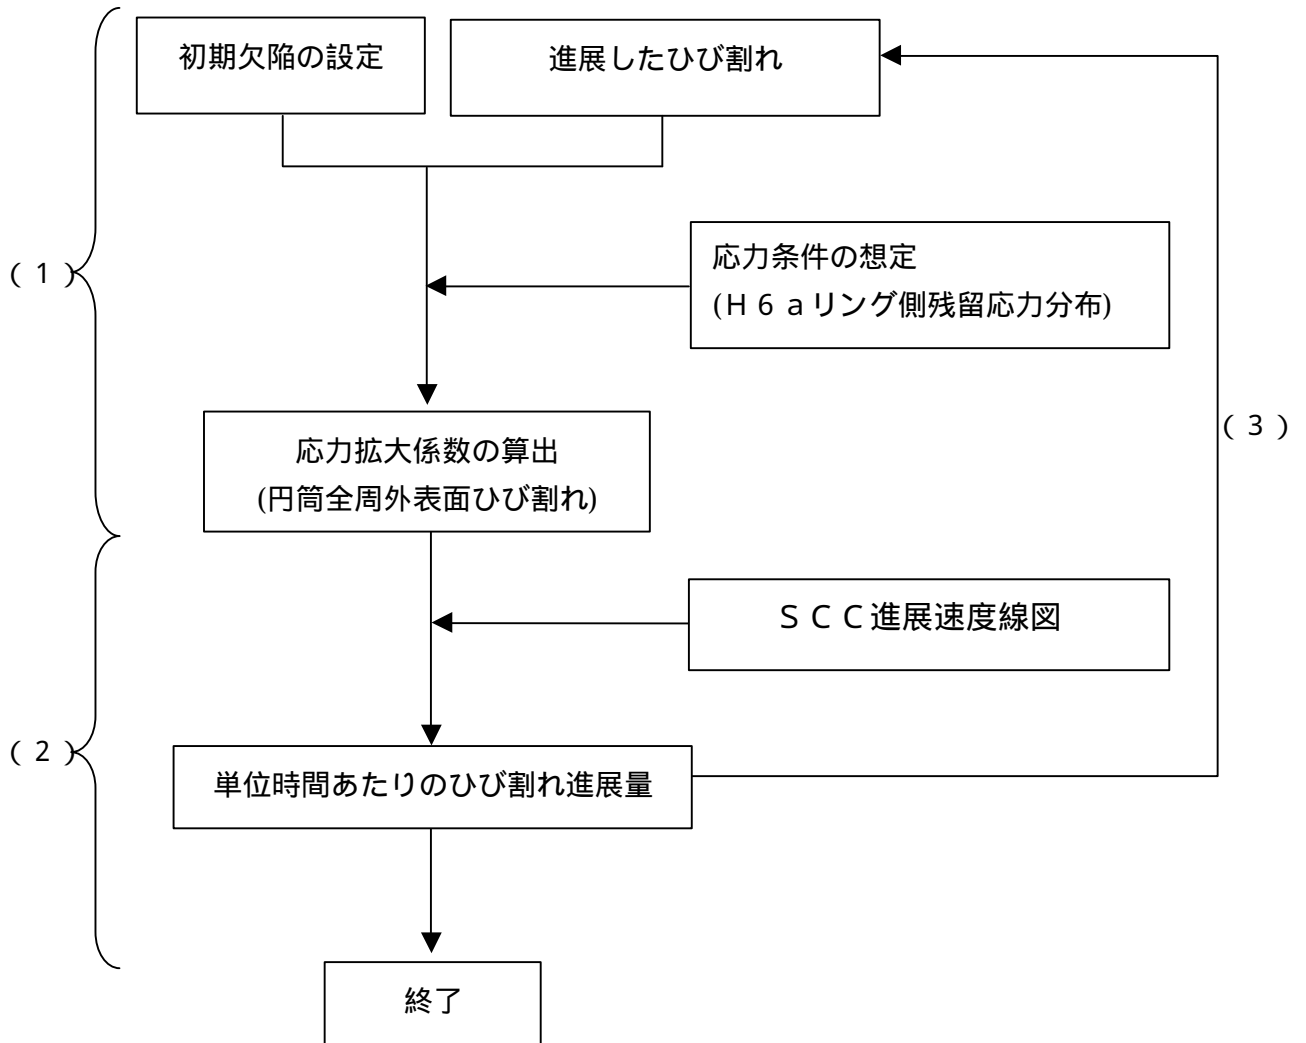 初期欠陥の設定
進展したひび割れ
(1)
応力条件の想定
(H6aリング側残留応力分布)
(3)
応力拡大係数の算出
(円筒全周外表面ひび割れ)
SCC進展速度線図
(2)
単位時間あたりのひび割れ進展量
終了